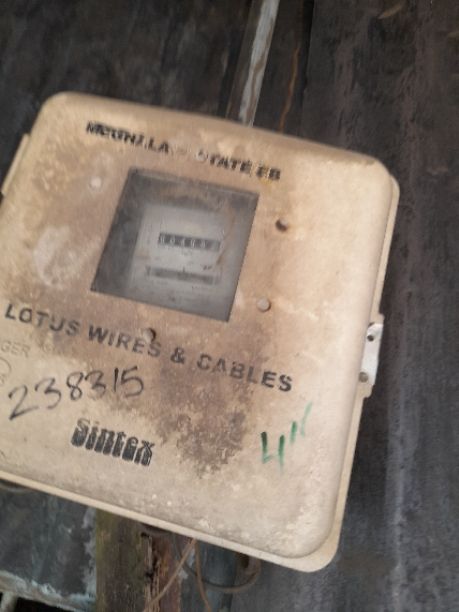 STATE EB
LOTUS WIRES & CABLES
238315
Sintex
4"